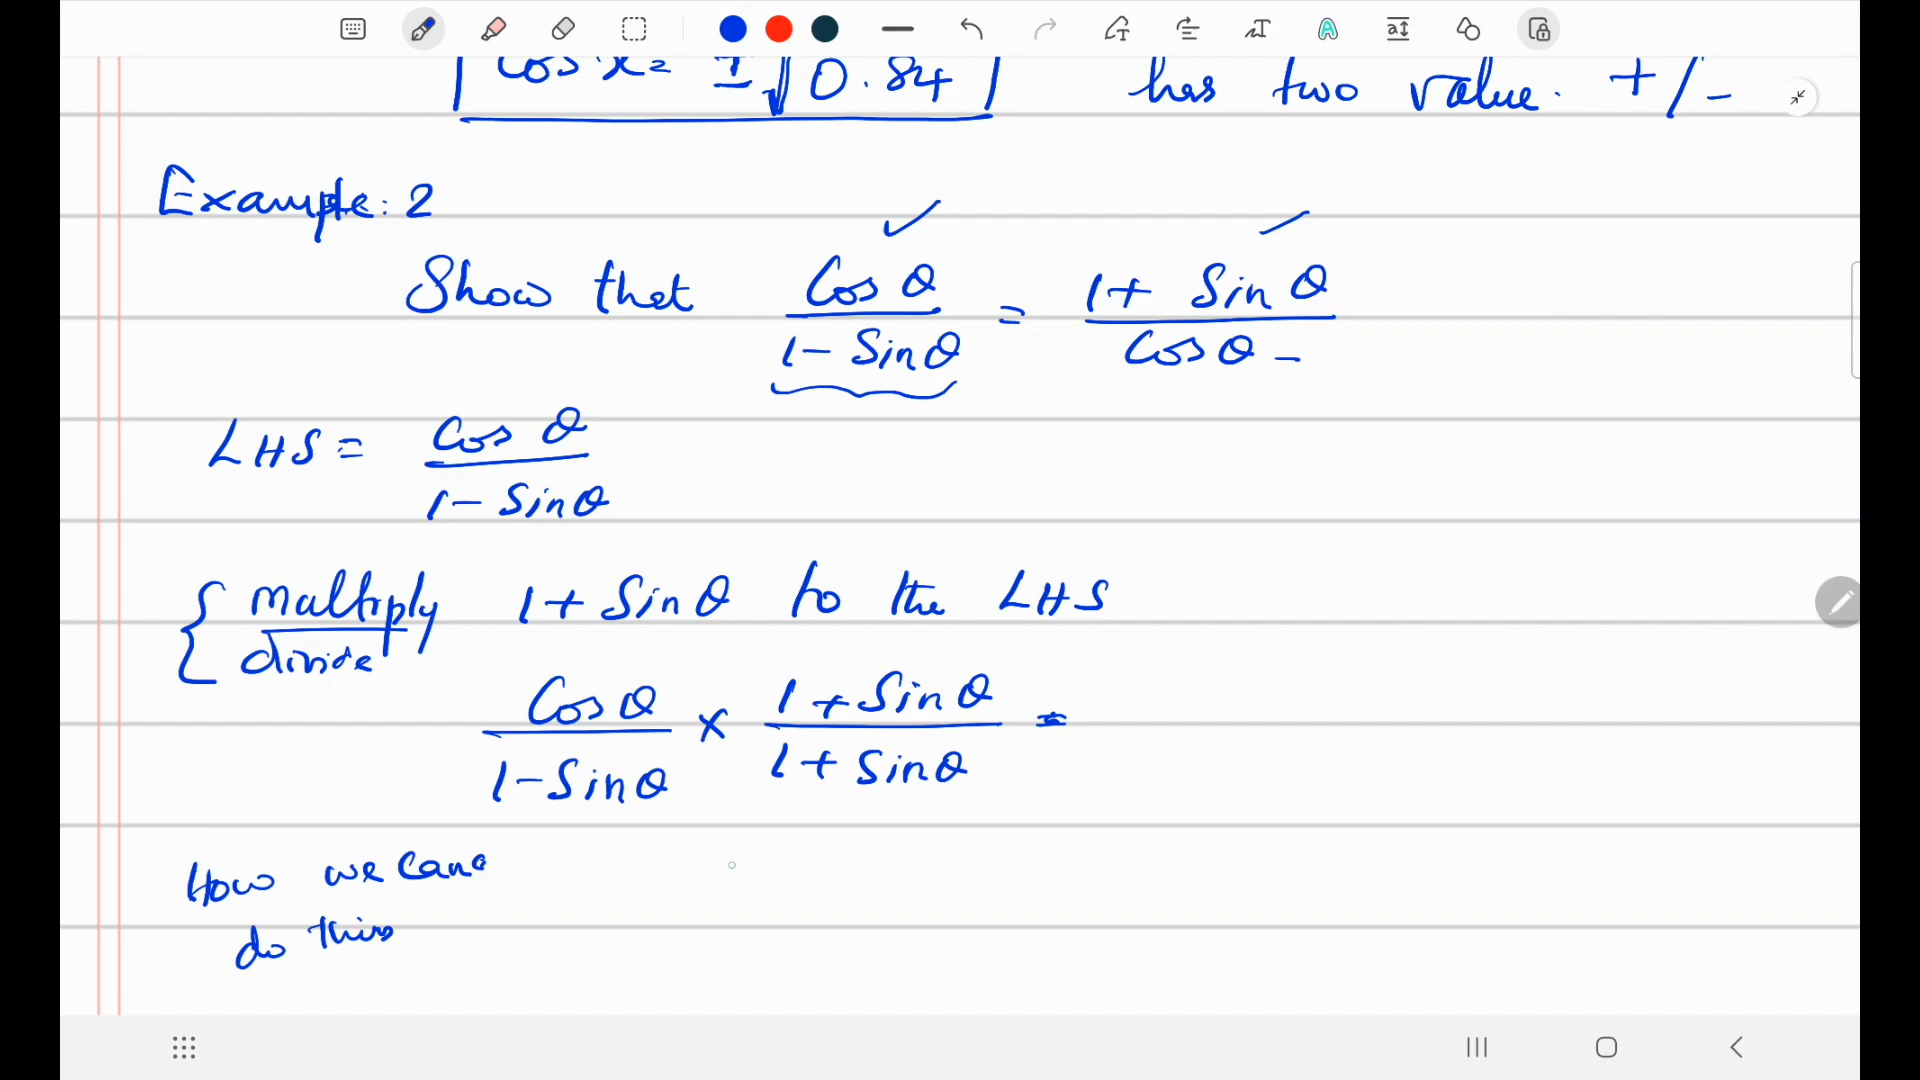 Cos x = ±√0.84 has two value. +/-
Example: 2
Show that Cos θ / 1 - Sin θ = 1 + Sin θ / Cos θ -
LHS = Cos θ / 1 - Sin θ
multiply 1 + Sin θ to the LHS
divide
Cos θ / 1 - Sin θ × 1 + Sin θ / 1 + Sin θ =
How we can
do this